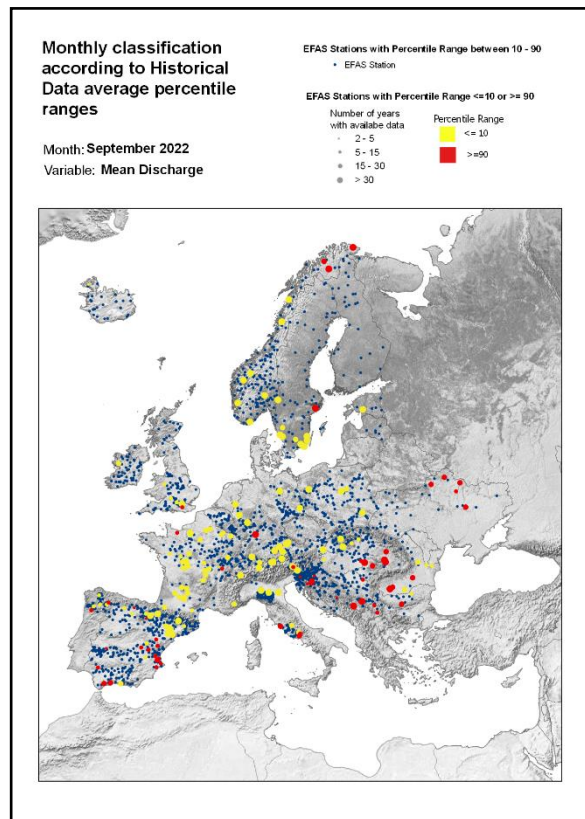 Monthly classification
according to Historical
Data average percentile
ranges
Month: September 2022
Variable: Mean Discharge
EFAS Stations with Percentile Range between 10 - 90
EFAS Station
EFAS Stations with Percentile Range <=10 or >= 90
Number of years
with availabe data
2 - 5
5 - 15
15 - 30
> 30
Percentile Range
<= 10
>=90